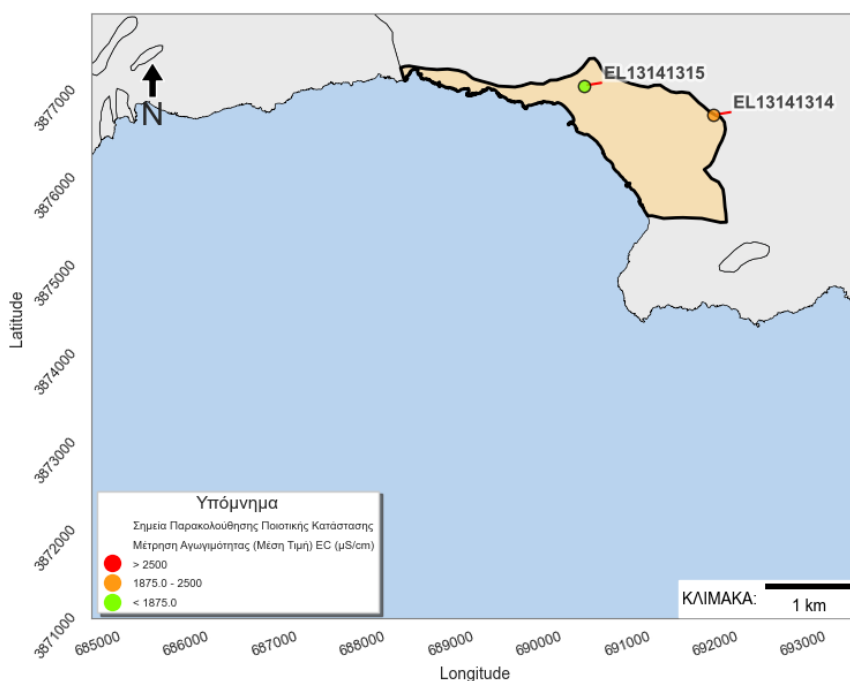 EL13141315
EL13141314
N
3877000
3876000
3875000
3874000
3873000
3872000
3871000
Latitude
Υπόμνημα
Σημεία Παρακολούθησης Ποιοτικής Κατάστασης
Μέτρηση Αγωγιμότητας (Μέση Τιμή) EC (μS/cm)
> 2500
1875.0 - 2500
< 1875.0
ΚΛΙΜΑΚΑ:
1 km
685000
686000
687000
688000
689000
690000
691000
692000
693000
Longitude